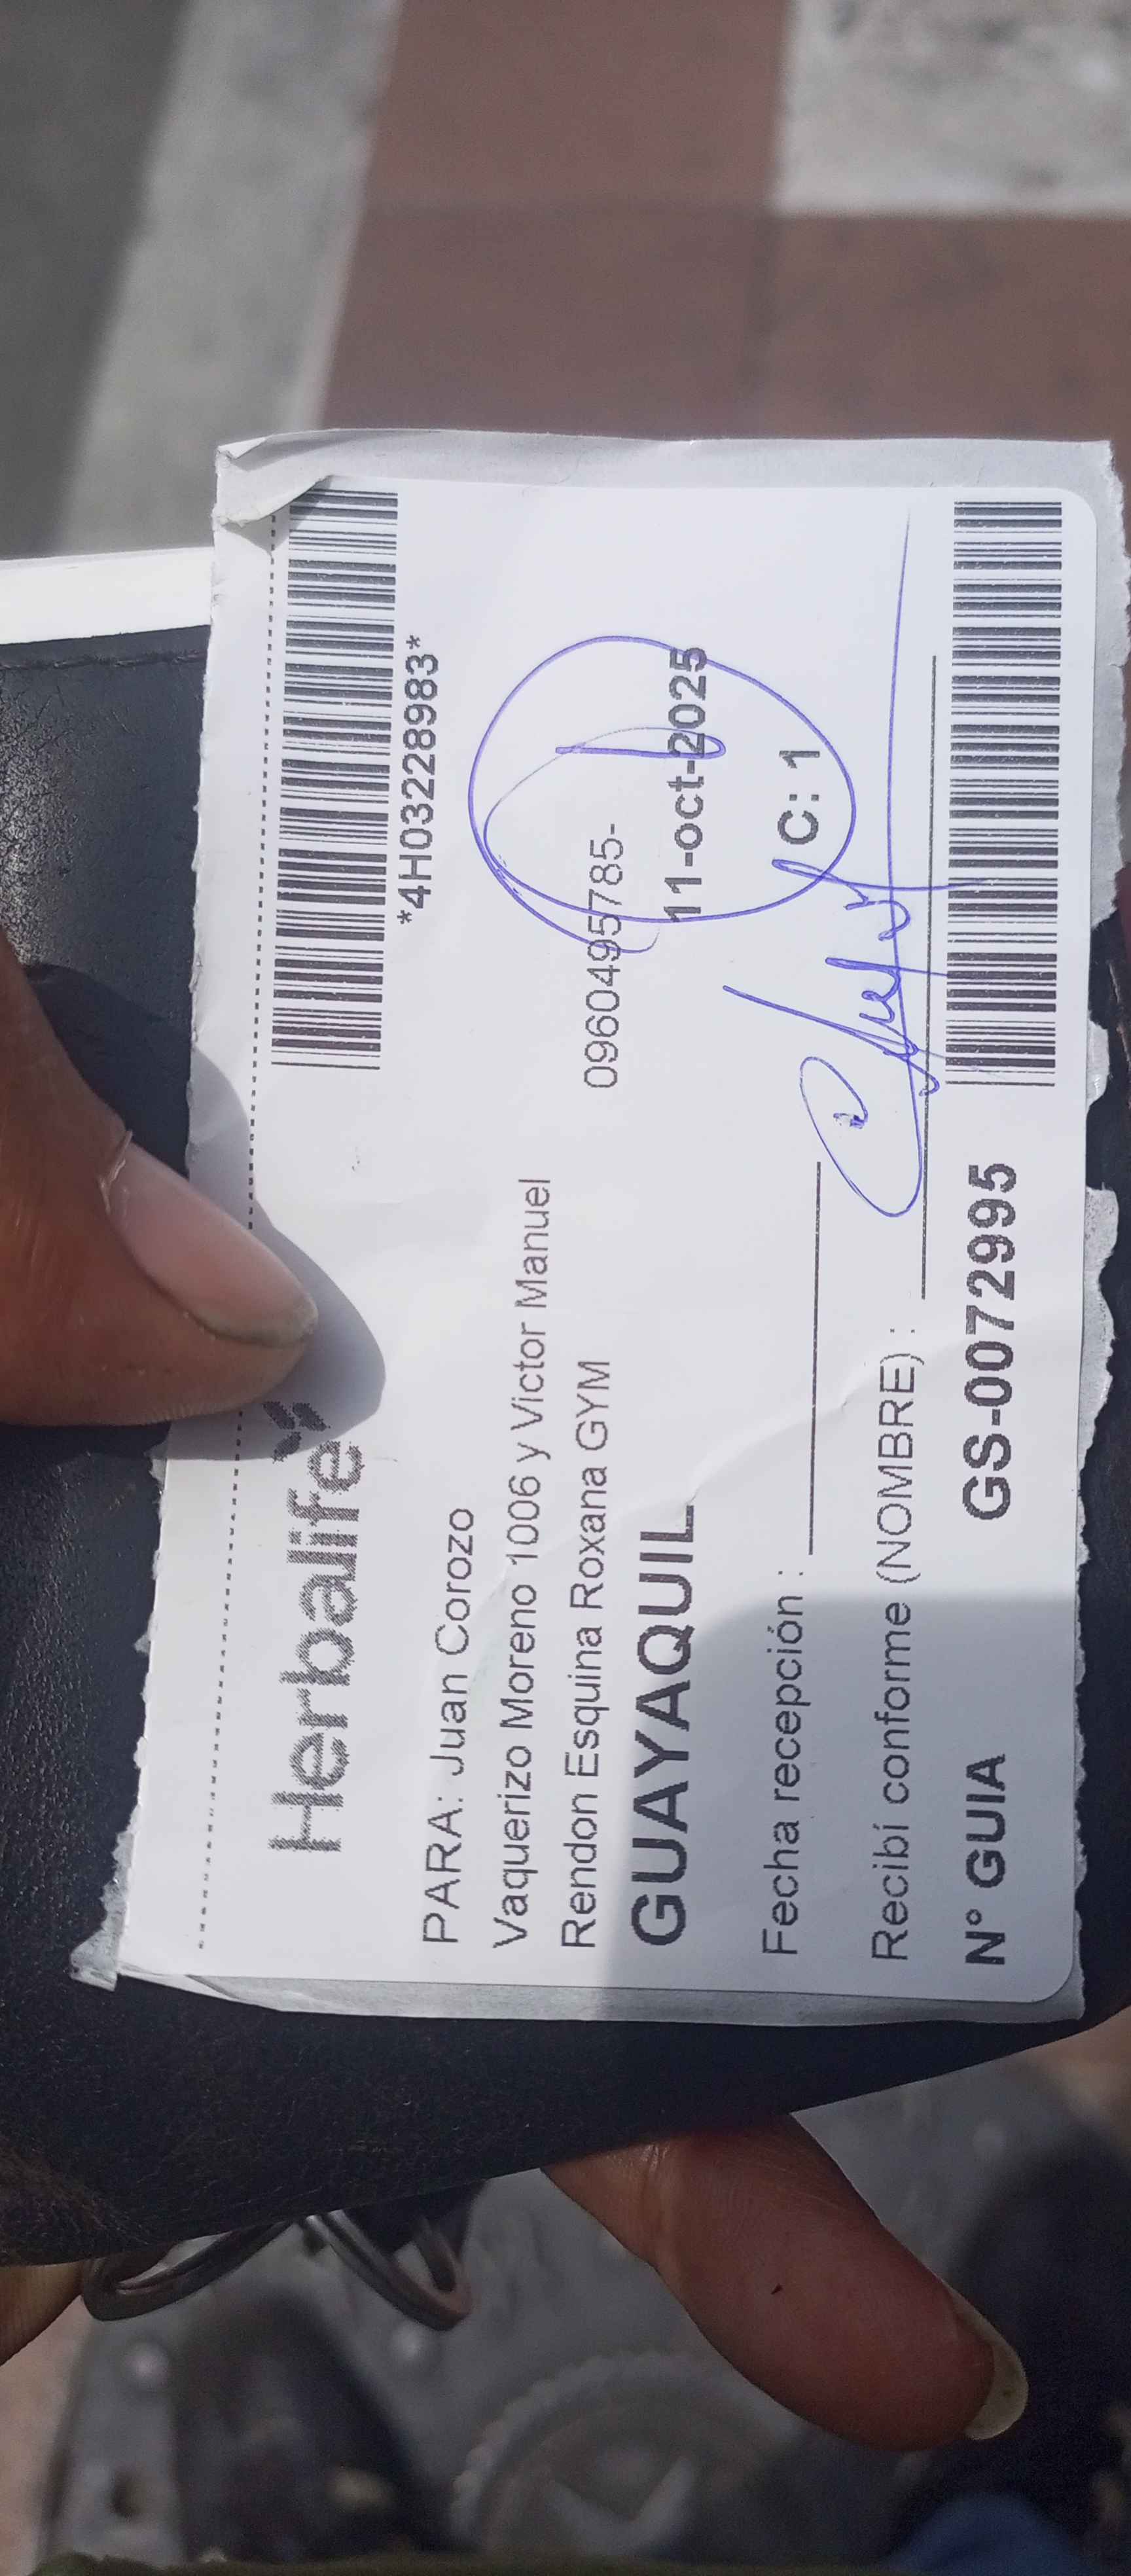 Herbalife
*4H03228983*
PARA: Juan Corozo
Vaquerizo Moreno 1006 y Victor Manuel
Rendon Esquina Roxana GYM
0960495785-
GUAYAQUIL
11-oct-2025
Fecha recepción :
C: 1
Recibí conforme (NOMBRE) :
N° GUIA
GS-0072995